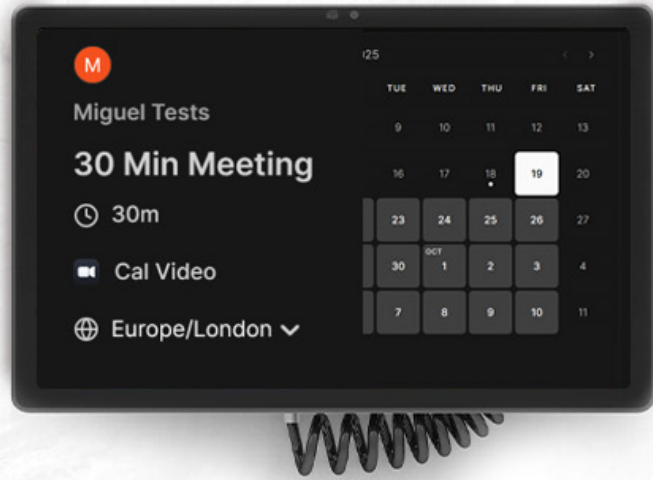 M
Miguel Tests
30 Min Meeting
30m
Cal Video
Europe/London
25
TUE WED THU FRI SAT
9 10 11 12 13
16 17 18 19 20
23 24 25 26 27
OCT
30 1 2 3 4
7 8 9 10 11